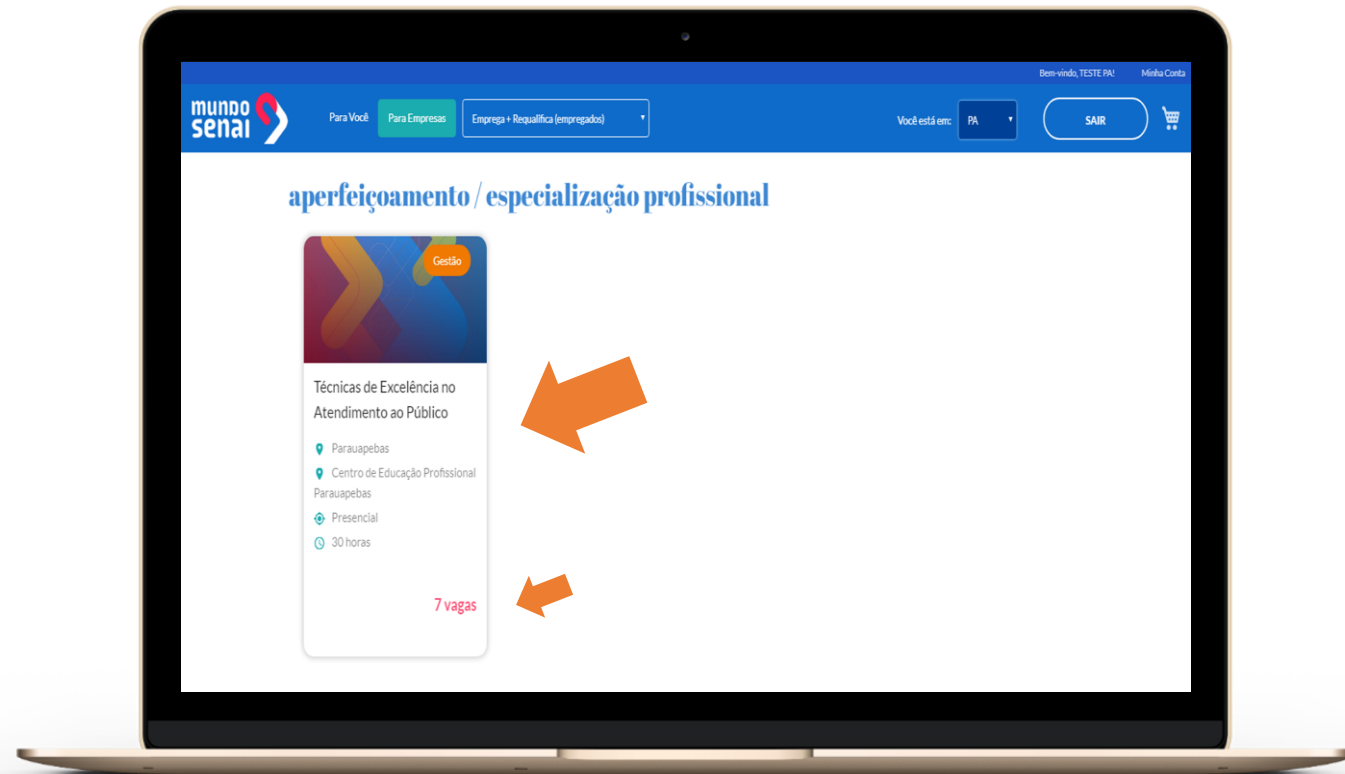 Bem-vindo, TESTE PA! Minha Conta
mundo
senai
Para Você Para Empresas Emprega + Requalifica (empregados) Você está em: PA SAIR
aperfeiçoamento / especialização profissional
Gestão
Técnicas de Excelência no
Atendimento ao Público
Parauapebas
Centro de Educação Profissional
Parauapebas
Presencial
30 horas
7 vagas